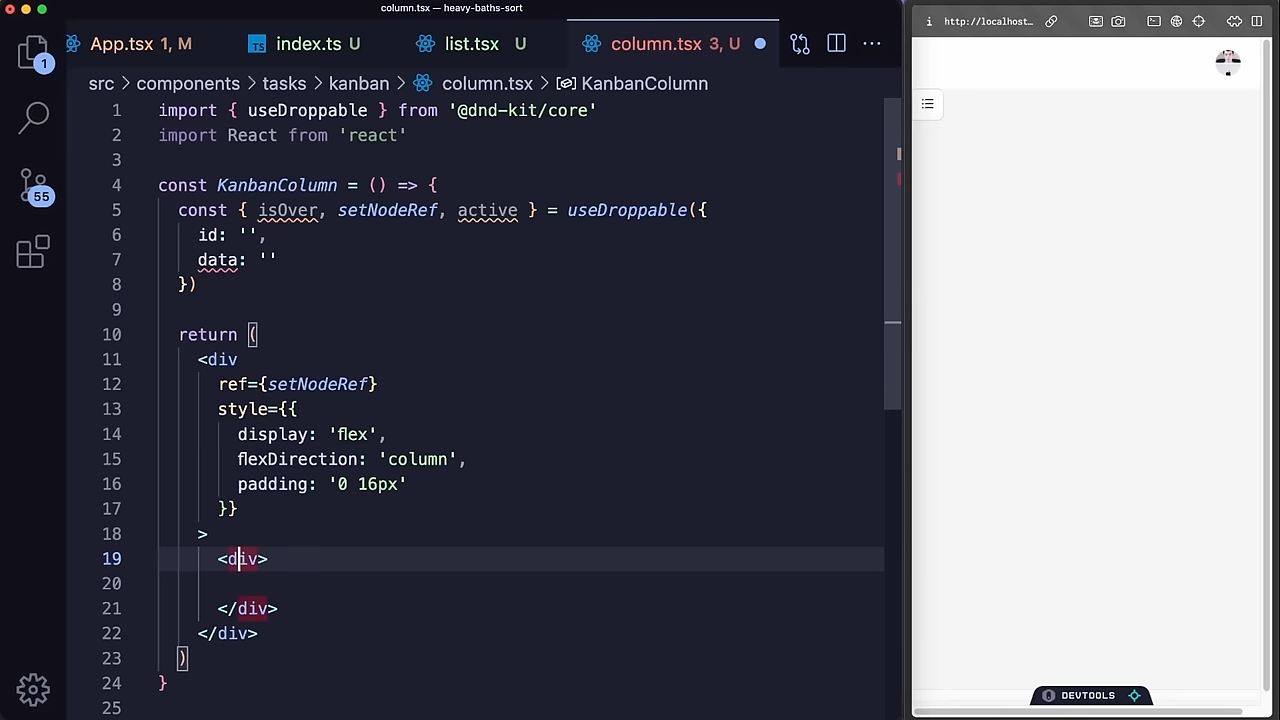 column.tsx — heavy-baths-sort
App.tsx 1, M
TS index.ts U
list.tsx U
column.tsx 3, U
i http://localhost…
src > components > tasks > kanban > column.tsx > KanbanColumn
1 import { useDroppable } from '@dnd-kit/core'
2 import React from 'react'
3
4 const KanbanColumn = () => {
5 const { isOver, setNodeRef, active } = useDroppable({
6 id: '',
7 data: ''
8 })
9
10 return (
11 <div
12 ref={setNodeRef}
13 style={{
14 display: 'flex',
15 flexDirection: 'column',
16 padding: '0 16px'
17 }}
18 >
19 <div>
20
21 </div>
22 </div>
23 )
24 }
25
1
55
DEVTOOLS